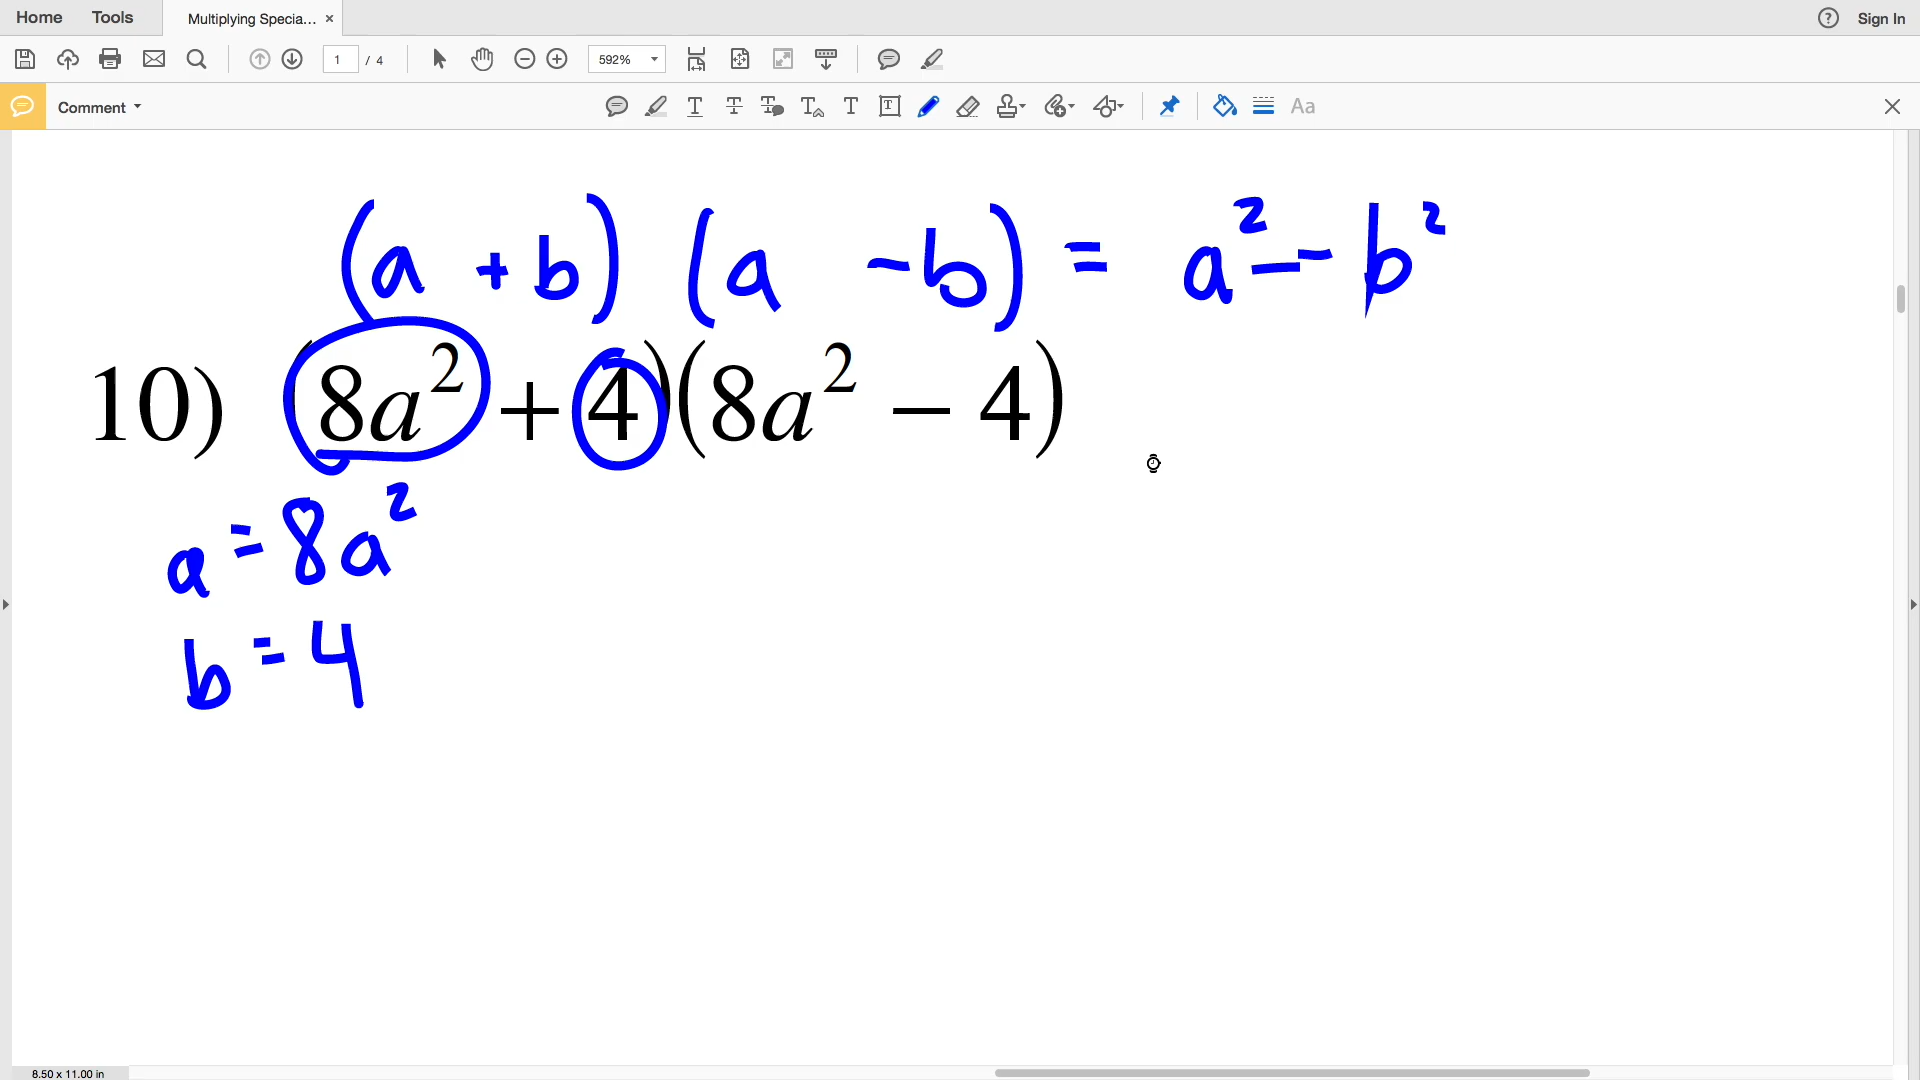 Home Tools Multiplying Specia... × ? Sign In
1 / 4 592%
Comment T T T T T T Aa
(a + b) (a - b) = a² - - b²
10) (8a² + 4)(8a² − 4)
a = 8a²
b = 4
8.50 x 11.00 in